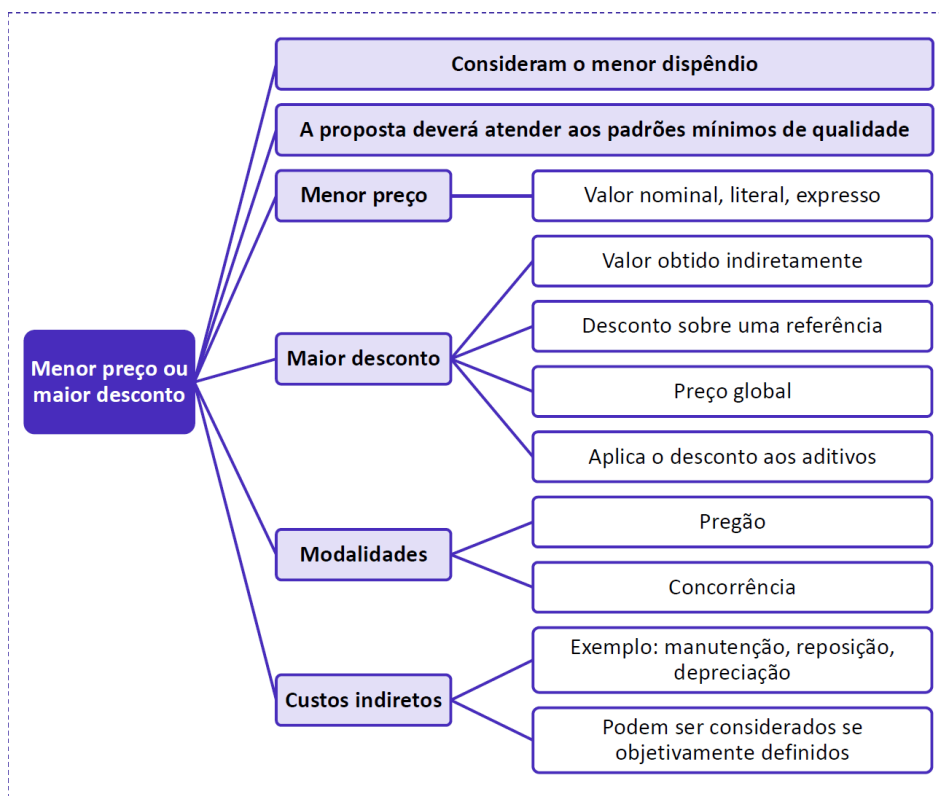 Consideram o menor dispêndio
A proposta deverá atender aos padrões mínimos de qualidade
Menor preço
Valor nominal, literal, expresso
Valor obtido indiretamente
Desconto sobre uma referência
Menor preço ou
maior desconto
Maior desconto
Preço global
Aplica o desconto aos aditivos
Pregão
Modalidades
Concorrência
Exemplo: manutenção, reposição,
depreciação
Custos indiretos
Podem ser considerados se
objetivamente definidos